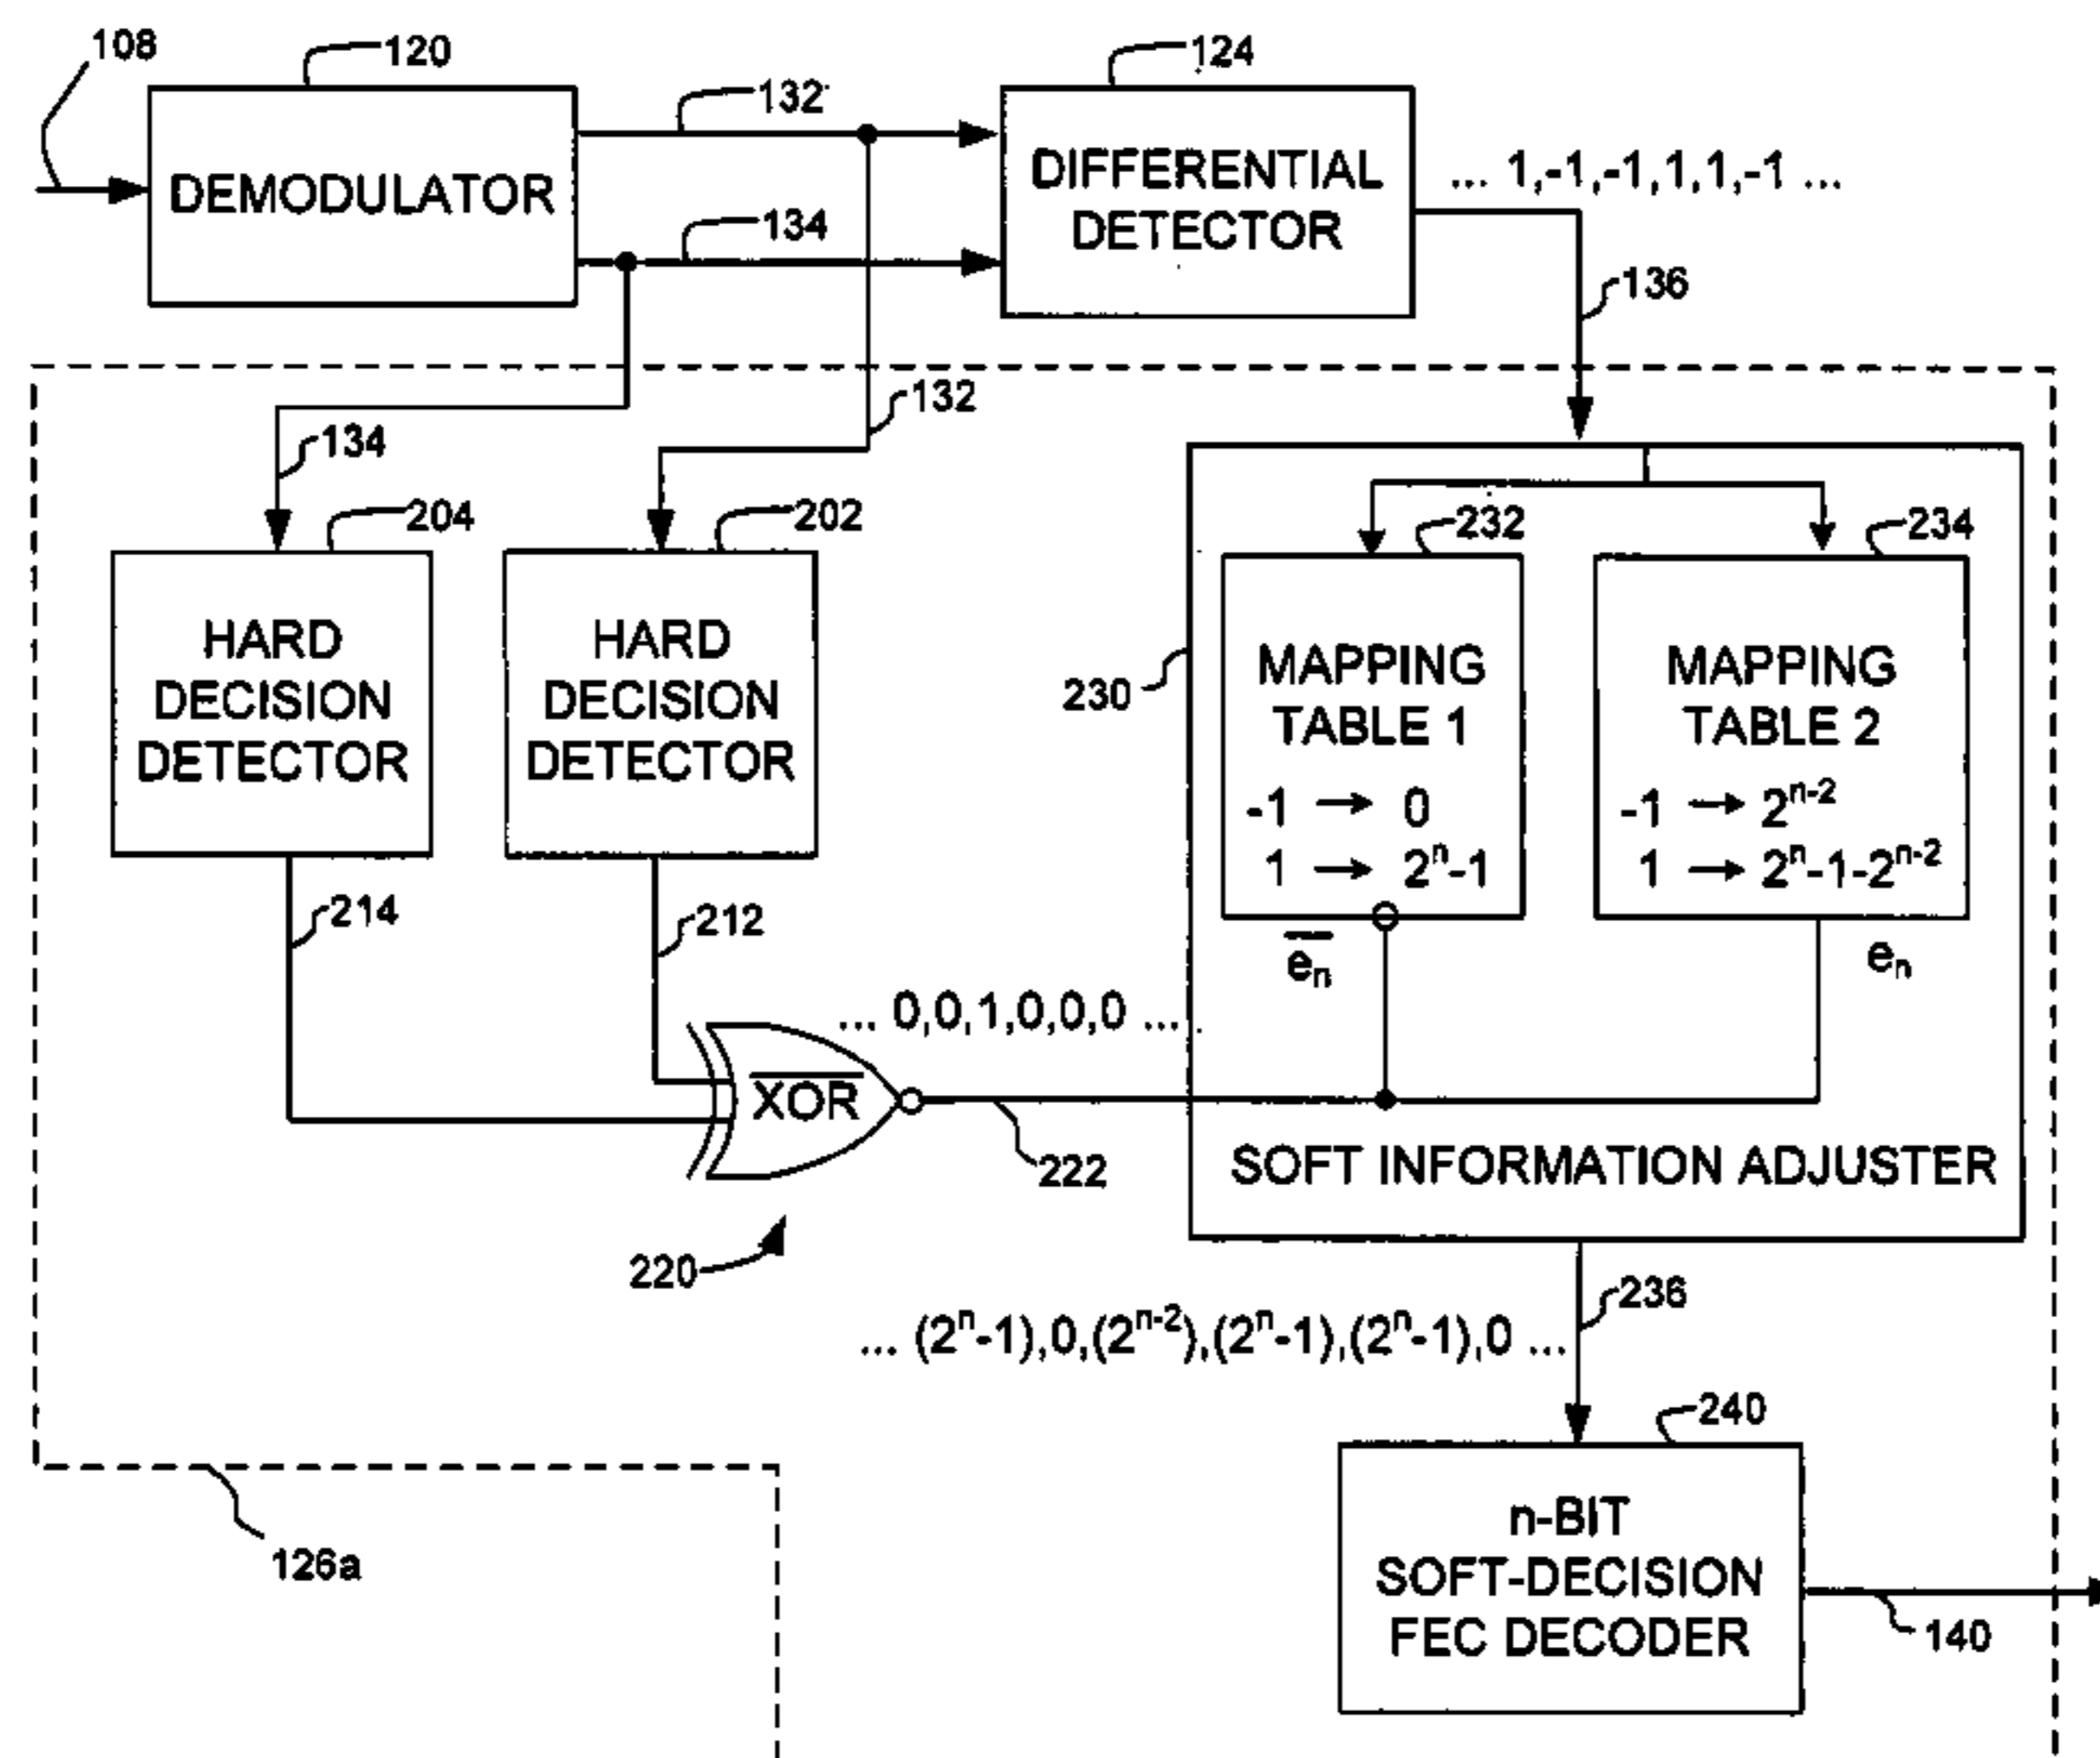 108
120
124
132
DEMODULATOR
DIFFERENTIAL
DETECTOR
... 1,-1,-1,1,1,-1 ...
134
136
132
134
204
202
232
234
HARD
DECISION
DETECTOR
HARD
DECISION
DETECTOR
230
MAPPING
TABLE 1
-1 → 0
1 → 2ⁿ-1
MAPPING
TABLE 2
-1 → 2ⁿ⁻²
1 → 2ⁿ-1-2ⁿ⁻²
214
212
e̅ₙ
eₙ
... 0,0,1,0,0,0 ...
X̅O̅R̅
222
SOFT INFORMATION ADJUSTER
220
236
... (2ⁿ-1),0,(2ⁿ⁻²),(2ⁿ-1),(2ⁿ-1),0 ...
240
n-BIT
SOFT-DECISION
FEC DECODER
126a
140